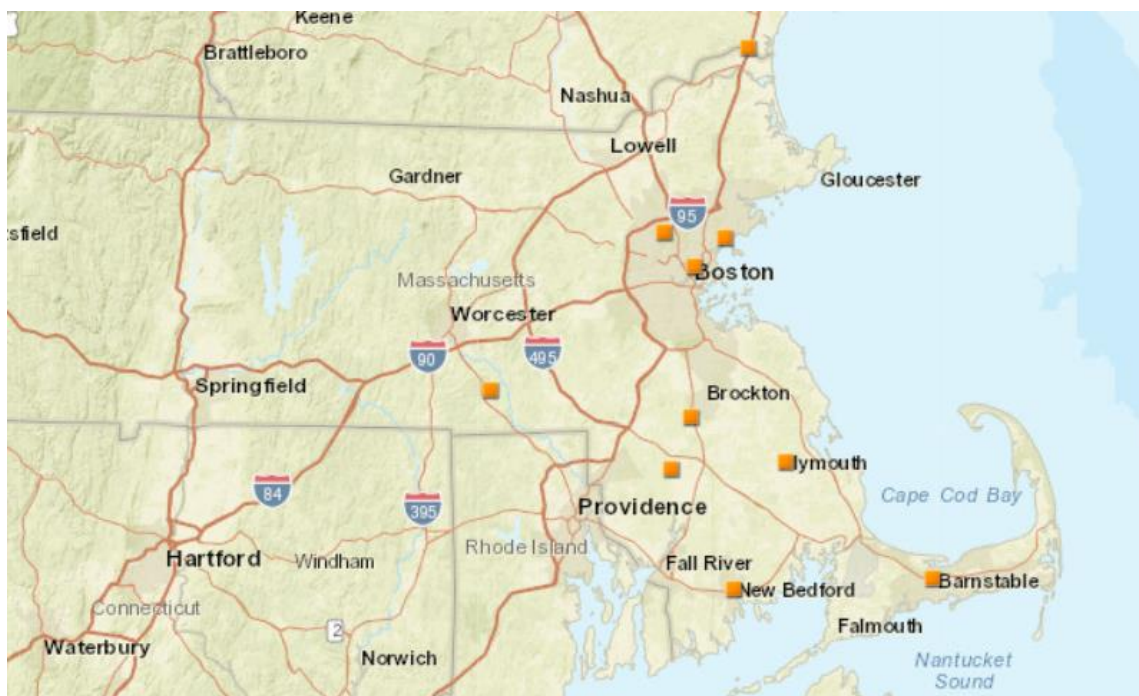 Keene
Brattleboro
Nashua
Lowell
Gardner
Gloucester
95
tsfield
Boston
Massachusetts
Worcester
90
495
Springfield
Brockton
lymouth
84
395
Providence
Cape Cod Bay
Hartford
Windham
Rhode Island
Fall River
New Bedford
Barnstable
Connecticut
2
Falmouth
Waterbury
Norwich
Nantucket
Sound